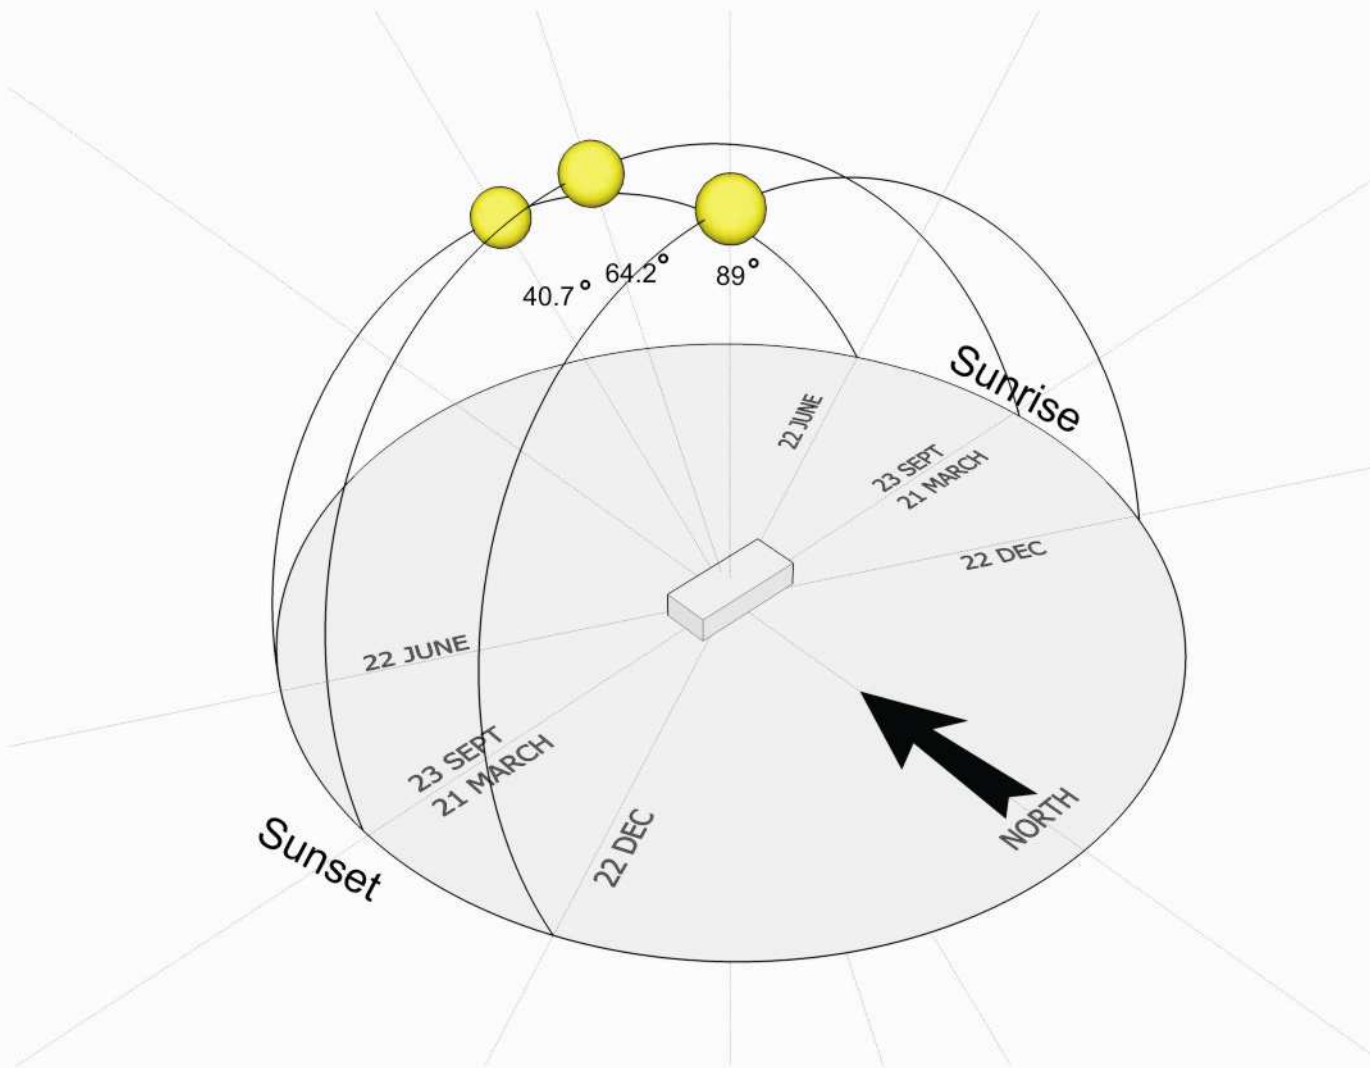 40.7°
64.2°
89°
Sunrise
22 JUNE
23 SEPT
21 MARCH
22 DEC
22 JUNE
23 SEPT
21 MARCH
22 DEC
Sunset
NORTH